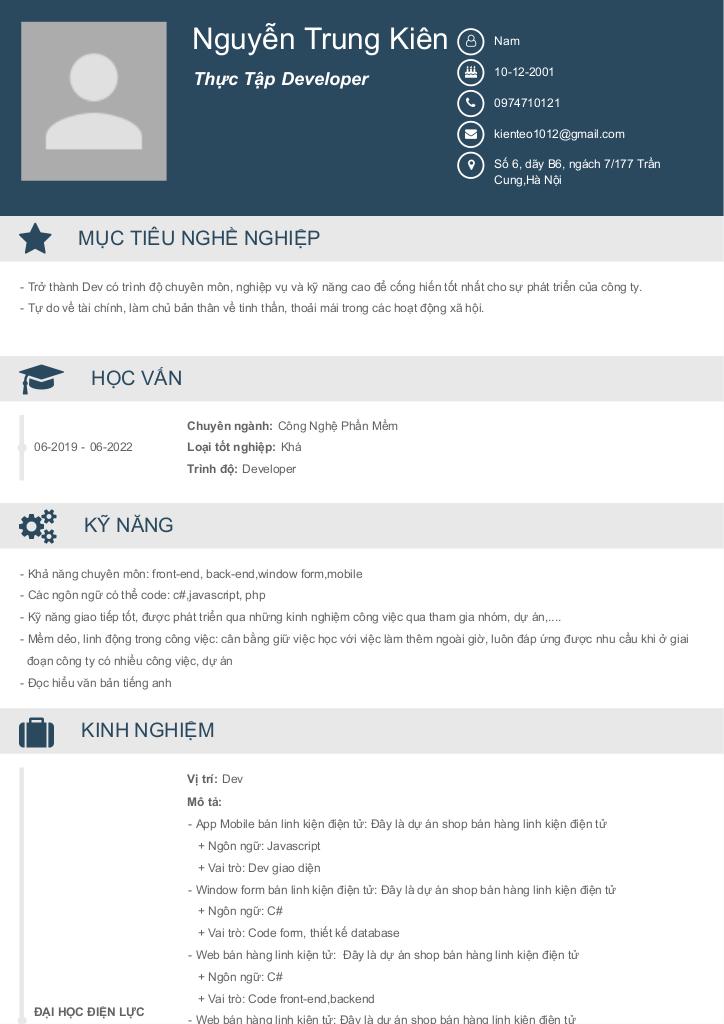 Nguyễn Trung Kiên
Thực Tập Developer
Nam
10-12-2001
0974710121
kienteo1012@gmail.com
Số 6, dãy B6, ngách 7/177 Trần
Cung,Hà Nội
MỤC TIÊU NGHỀ NGHIỆP
- Trở thành Dev có trình độ chuyên môn, nghiệp vụ và kỹ năng cao để cống hiến tốt nhất cho sự phát triển của công ty.
- Tự do về tài chính, làm chủ bản thân về tinh thần, thoải mái trong các hoạt động xã hội.
HỌC VẤN
06-2019 - 06-2022
Chuyên ngành: Công Nghệ Phần Mềm
Loại tốt nghiệp: Khá
Trình độ: Developer
KỸ NĂNG
- Khả năng chuyên môn: front-end, back-end,window form,mobile
- Các ngôn ngữ có thể code: c#,javascript, php
- Kỹ năng giao tiếp tốt, được phát triển qua những kinh nghiệm công việc qua tham gia nhóm, dự án,....
- Mềm dẻo, linh động trong công việc: cân bằng giữ việc học với việc làm thêm ngoài giờ, luôn đáp ứng được nhu cầu khi ở giai
đoạn công ty có nhiều công việc, dự án
- Đọc hiểu văn bản tiếng anh
KINH NGHIỆM
Vị trí: Dev
Mô tả:
- App Mobile bán linh kiện điện tử: Đây là dự án shop bán hàng linh kiện điện tử
+ Ngôn ngữ: Javascript
+ Vai trò: Dev giao diện
- Window form bán linh kiện điện tử: Đây là dự án shop bán hàng linh kiện điện tử
+ Ngôn ngữ: C#
+ Vai trò: Code form, thiết kế database
- Web bán hàng linh kiện tử: Đây là dự án shop bán hàng linh kiện điện tử
+ Ngôn ngữ: C#
+ Vai trò: Code front-end,backend
ĐẠI HỌC ĐIỆN LỰC
- Web bán hàng linh kiện tử: Đây là dự án shop bán hàng linh kiện điện tử